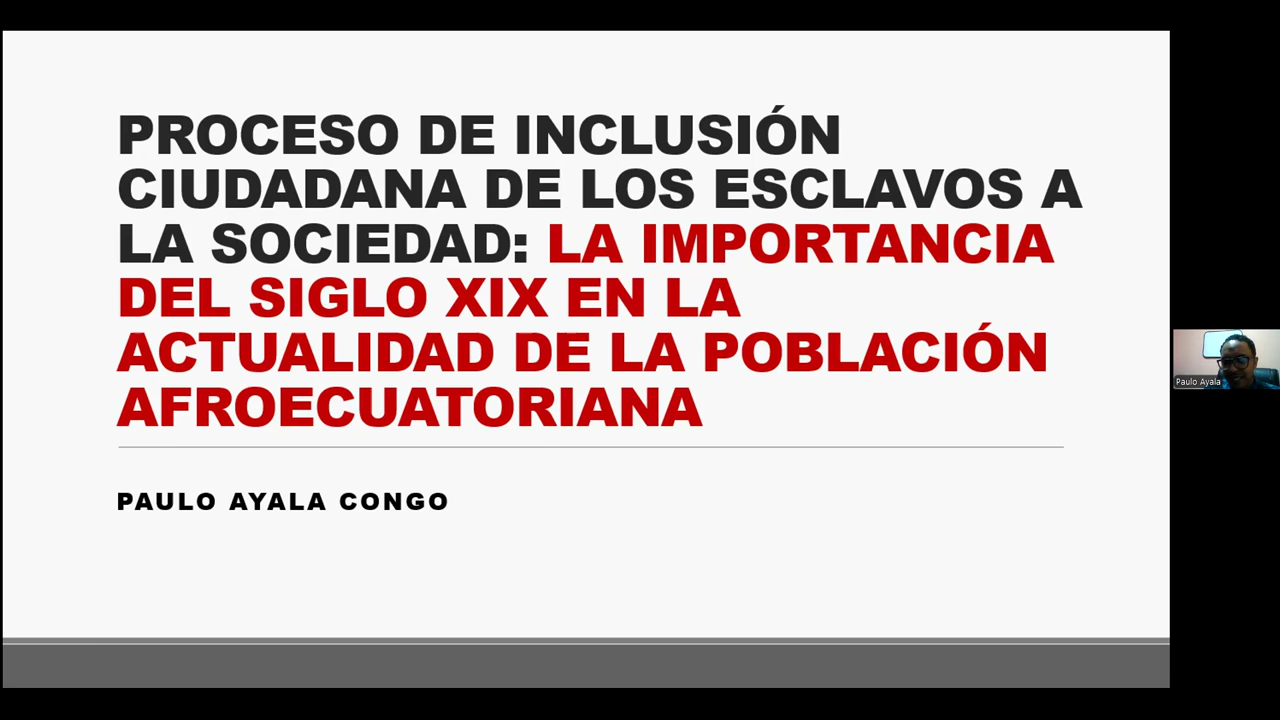 PROCESO DE INCLUSIÓN
CIUDADANA DE LOS ESCLAVOS A
LA SOCIEDAD: LA IMPORTANCIA
DEL SIGLO XIX EN LA
ACTUALIDAD DE LA POBLACIÓN
AFROECUATORIANA
PAULO AYALA CONGO
Paulo Ayala